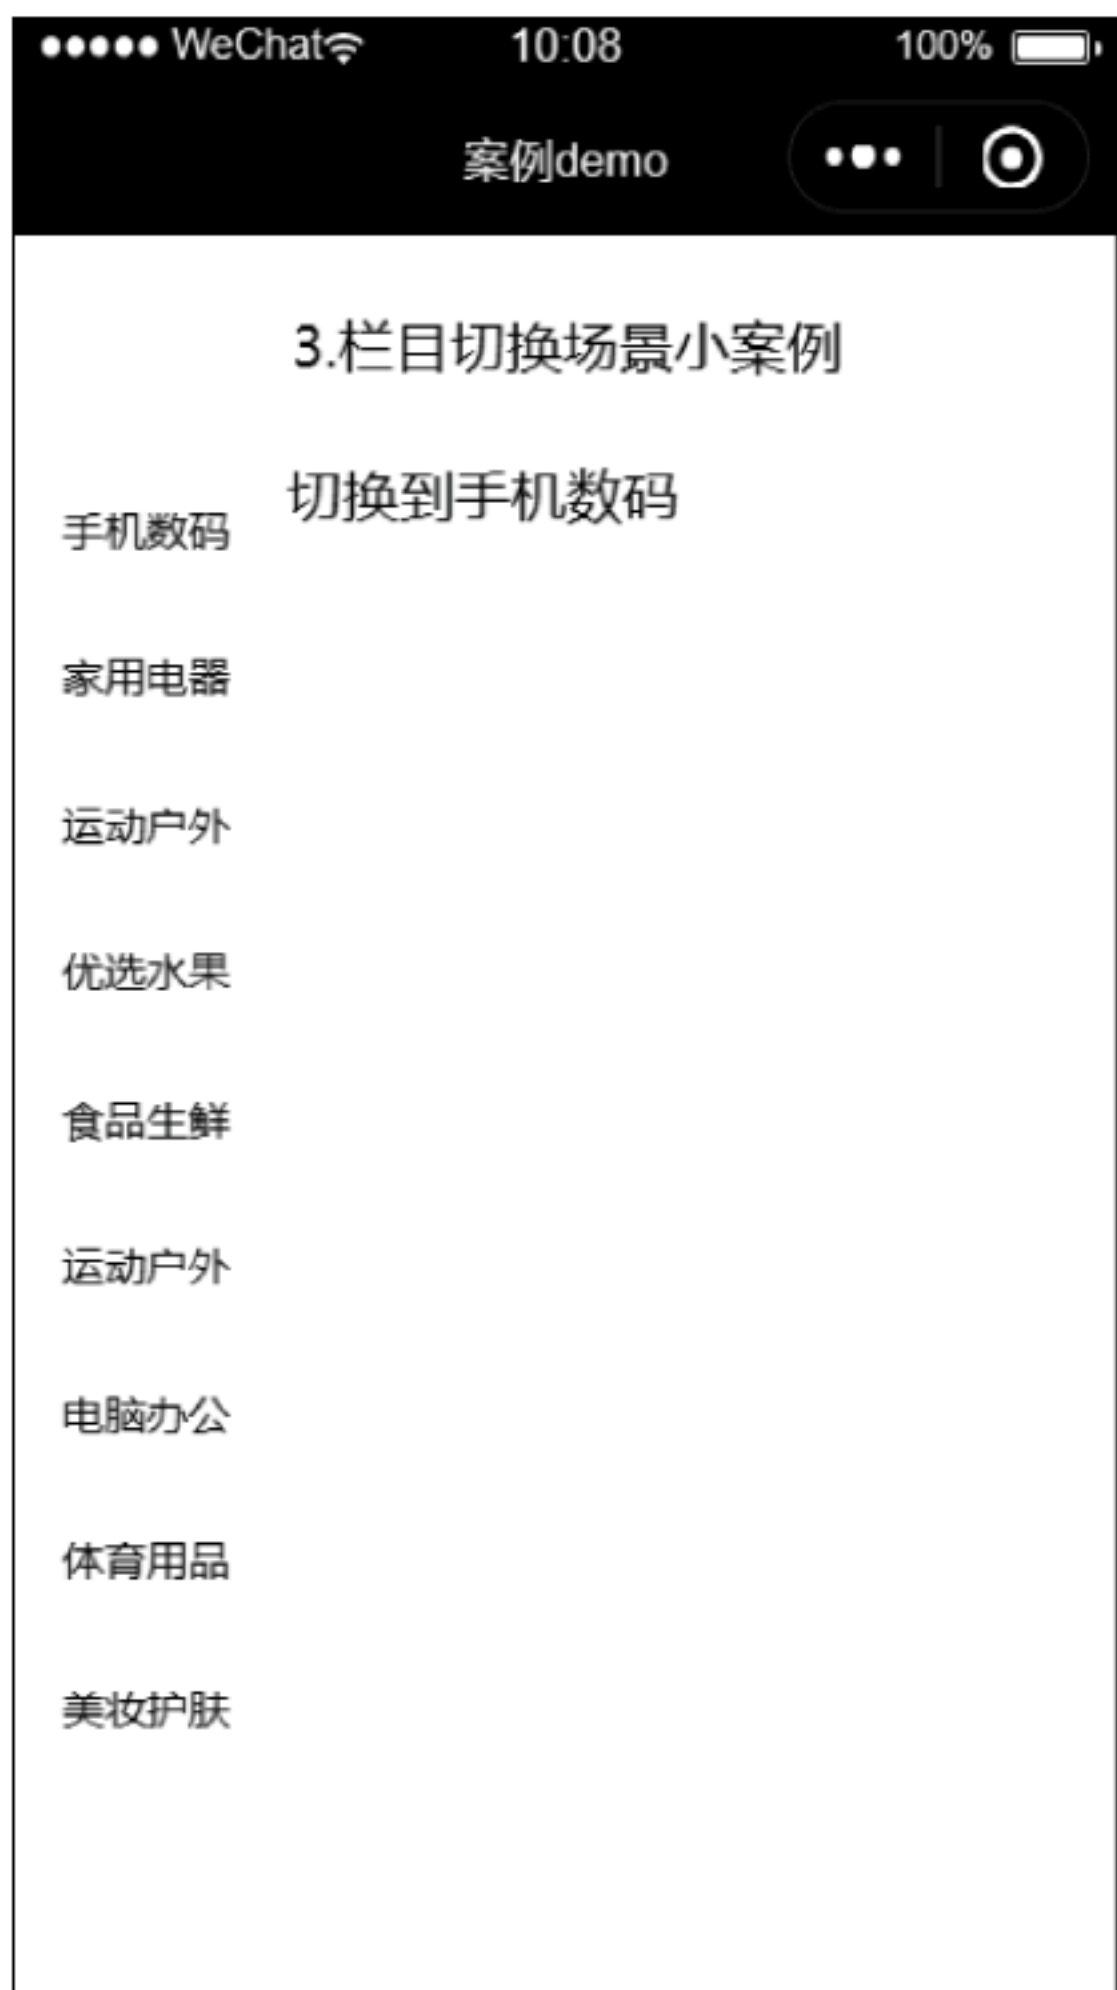 WeChat 10:08 100%
案例demo
3.栏目切换场景小案例
切换到手机数码
手机数码
家用电器
运动户外
优选水果
食品生鲜
运动户外
电脑办公
体育用品
美妆护肤